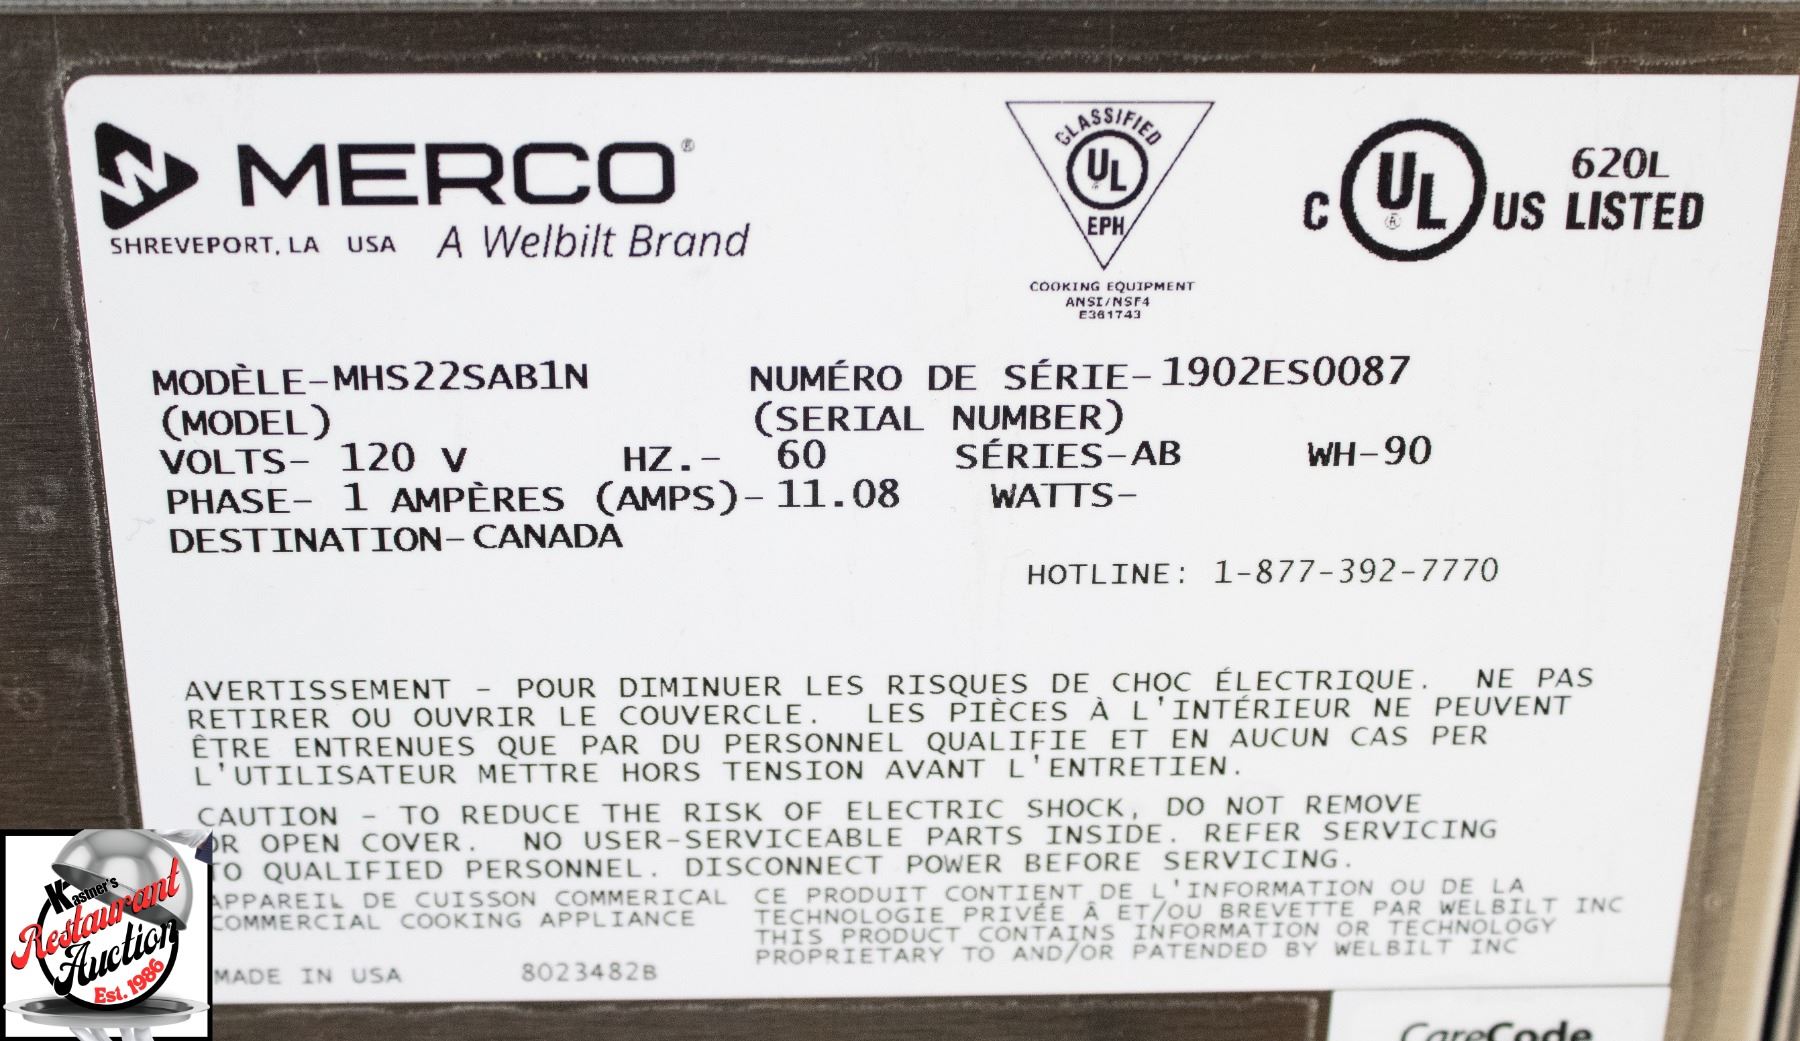 MERCO®
SHREVEPORT, LA USA A Welbilt Brand
CLASSIFIED
UL
EPH
COOKING EQUIPMENT
ANSI/NSF4
E361743
C UL® US 620L LISTED
MODÈLE-MHS22SAB1N NUMÉRO DE SÉRIE-1902ES0087
(MODEL) (SERIAL NUMBER)
VOLTS- 120 V HZ.- 60 SÉRIES-AB WH-90
PHASE- 1 AMPÈRES (AMPS)-11.08 WATTS-
DESTINATION-CANADA
HOTLINE: 1-877-392-7770
AVERTISSEMENT - POUR DIMINUER LES RISQUES DE CHOC ÉLECTRIQUE. NE PAS
RETIRER OU OUVRIR LE COUVERCLE. LES PIÈCES À L'INTÉRIEUR NE PEUVENT
ÊTRE ENTRENUES QUE PAR DU PERSONNEL QUALIFIE ET EN AUCUN CAS PER
L'UTILISATEUR METTRE HORS TENSION AVANT L'ENTRETIEN.
CAUTION - TO REDUCE THE RISK OF ELECTRIC SHOCK, DO NOT REMOVE
OR OPEN COVER. NO USER-SERVICEABLE PARTS INSIDE. REFER SERVICING
TO QUALIFIED PERSONNEL. DISCONNECT POWER BEFORE SERVICING.
APPAREIL DE CUISSON COMMERICAL
COMMERCIAL COOKING APPLIANCE
CE PRODUIT CONTIENT DE L'INFORMATION OU DE LA
TECHNOLOGIE PRIVÉE À ET/OU BREVETTE PAR WELBILT INC
THIS PRODUCT CONTAINS INFORMATION OR TECHNOLOGY
PROPRIETARY TO AND/OR PATENTED BY WELBILT INC
MADE IN USA 8023482B
CareCode
Kastner's
Restaurant
Auction
Est. 1986